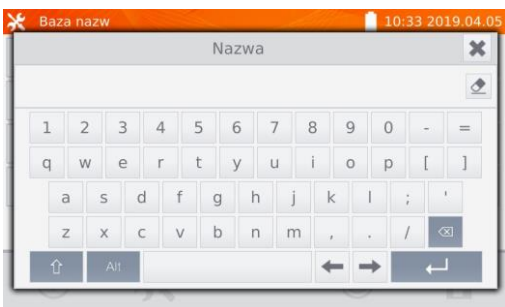 Baza nazw 10:33 2019.04.05
Nazwa
1 2 3 4 5 6 7 8 9 0 - =
q w e r t y u i o p [ ]
a s d f g h j k l ; '
z x c v b n m , . /
Alt